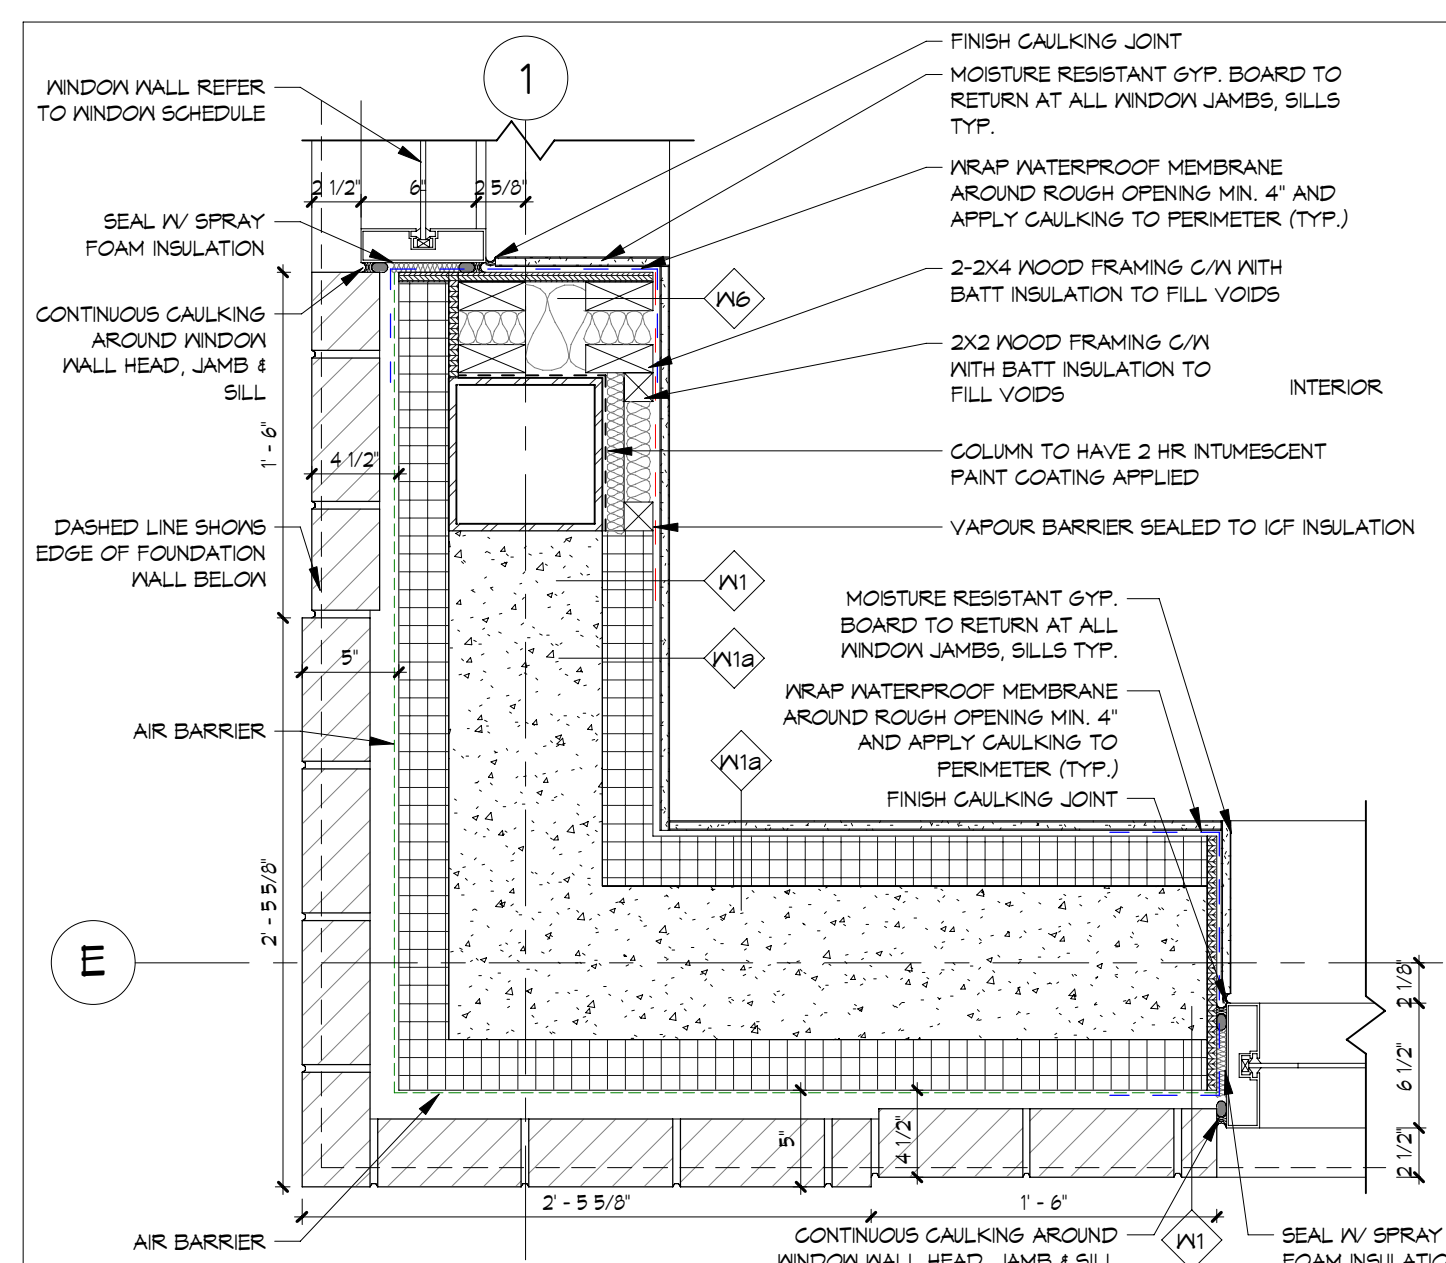 1
FINISH CAULKING JOINT
MOISTURE RESISTANT GYP. BOARD TO
RETURN AT ALL WINDOW JAMBS, SILLS
TYP.
WINDOW WALL REFER
TO WINDOW SCHEDULE
WRAP WATERPROOF MEMBRANE
AROUND ROUGH OPENING MIN. 4" AND
APPLY CAULKING TO PERIMETER (TYP.)
2 1/2"
6"
2 5/8"
SEAL W/ SPRAY
FOAM INSULATION
2-2X4 WOOD FRAMING C/W WITH
BATT INSULATION TO FILL VOIDS
W6
CONTINUOUS CAULKING
AROUND WINDOW
WALL HEAD, JAMB &
SILL
2X2 WOOD FRAMING C/W
WITH BATT INSULATION TO
FILL VOIDS
INTERIOR
1' - 6"
4 1/2"
COLUMN TO HAVE 2 HR INTUMESCENT
PAINT COATING APPLIED
DASHED LINE SHOWS
EDGE OF FOUNDATION
WALL BELOW
VAPOUR BARRIER SEALED TO ICF INSULATION
W1
MOISTURE RESISTANT GYP.
BOARD TO RETURN AT ALL
WINDOW JAMBS, SILLS TYP.
W1a
5"
WRAP WATERPROOF MEMBRANE
AROUND ROUGH OPENING MIN. 4"
AND APPLY CAULKING TO
PERIMETER (TYP.)
AIR BARRIER
W1a
FINISH CAULKING JOINT
2' - 5 5/8"
E
2 1/8"
6 1/2"
2 1/2"
5"
4 1/2"
2' - 5 5/8"
1' - 6"
AIR BARRIER
CONTINUOUS CAULKING AROUND
WINDOW WALL HEAD, JAMB & SILL
W1
SEAL W/ SPRAY
FOAM INSULATIO